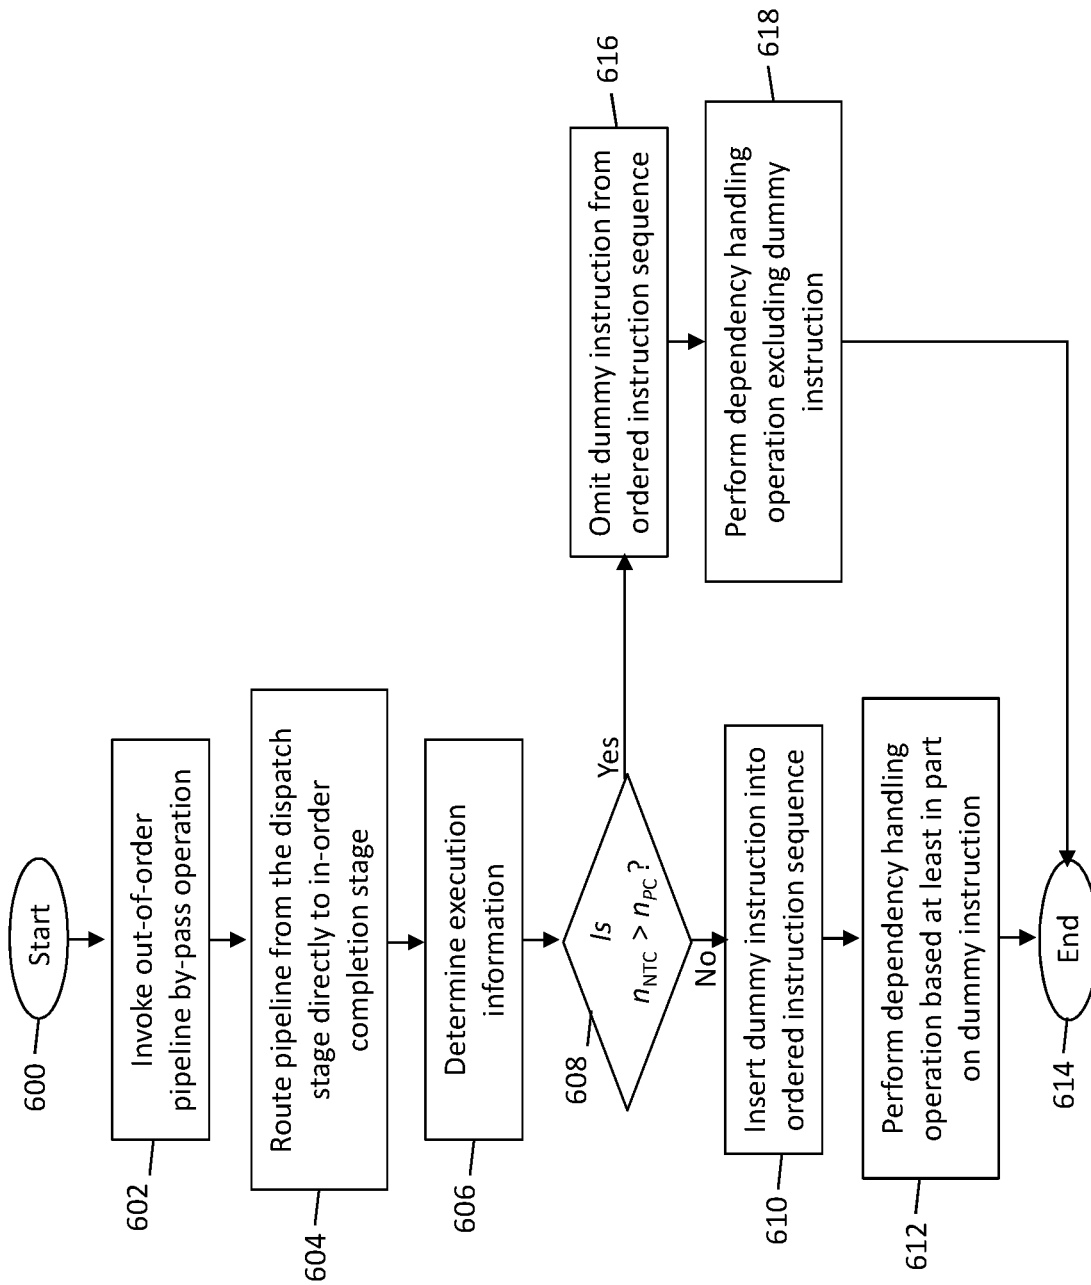 Start
600
Invoke out-of-order
pipeline by-pass operation
602
Route pipeline from the dispatch
stage directly to in-order
completion stage
604
Determine execution
information
606
Is
nNTC > nPC?
608
Yes
No
Insert dummy instruction into
ordered instruction sequence
610
Perform dependency handling
operation based at least in part
on dummy instruction
612
End
614
Omit dummy instruction from
ordered instruction sequence
616
Perform dependency handling
operation excluding dummy
instruction
618